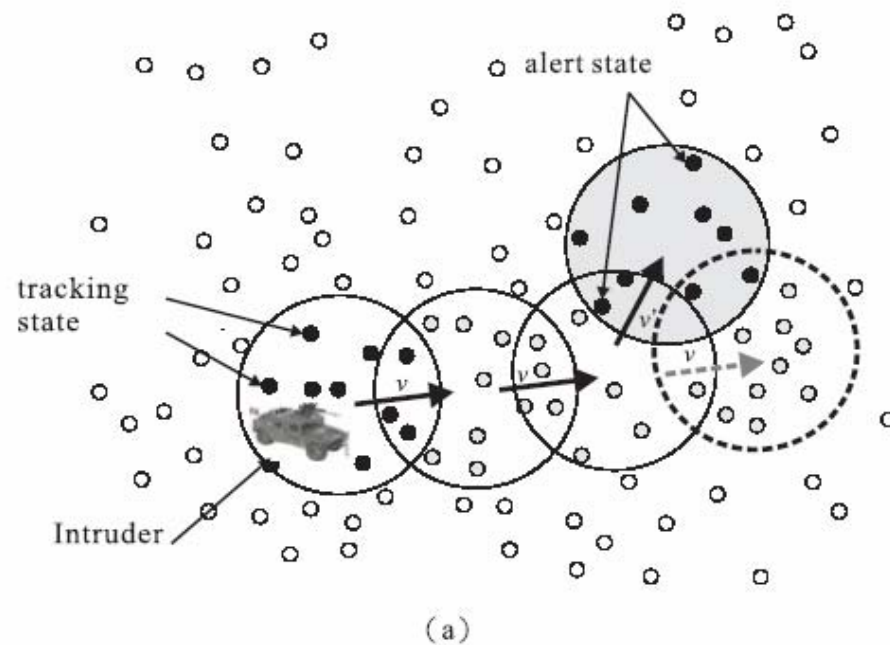 alert state
tracking
state
v'
v
v
v
Intruder
(a)